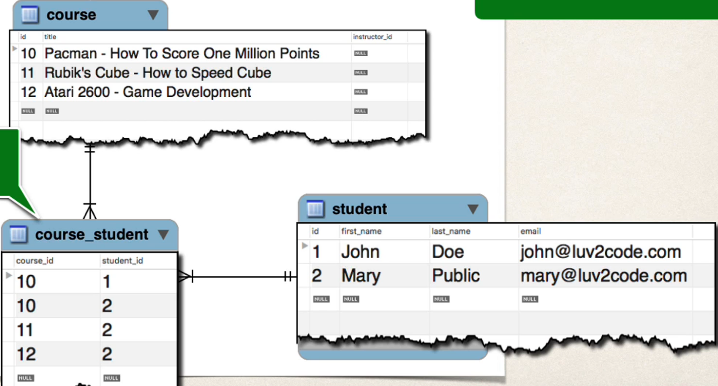 course
id title instructor_id
10 Pacman - How To Score One Million Points NULL
11 Rubik's Cube - How to Speed Cube NULL
12 Atari 2600 - Game Development NULL
NULL NULL NULL
student
id first_name last_name email
1 John Doe john@luv2code.com
2 Mary Public mary@luv2code.com
NULL NULL NULL NULL
course_student
course_id student_id
10 1
10 2
11 2
12 2
NULL NULL